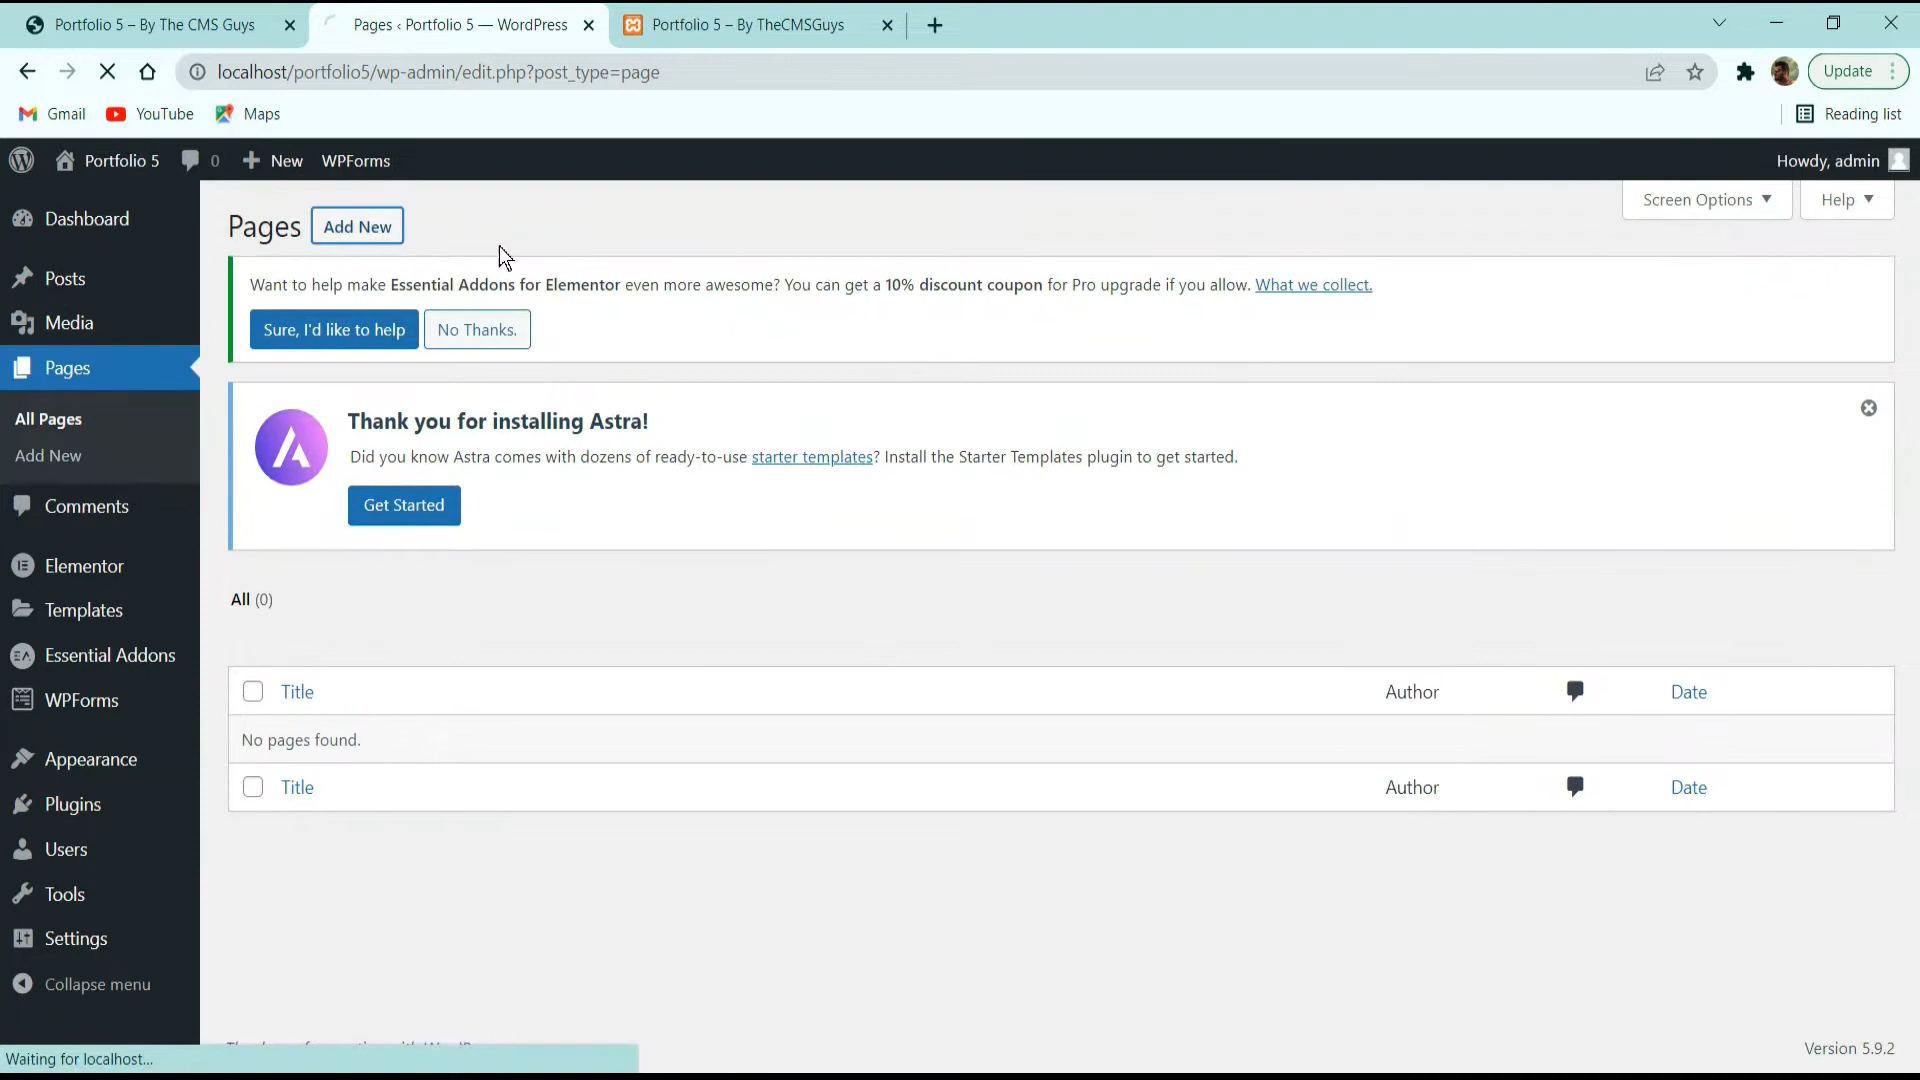 Portfolio 5 – By The CMS Guys
Pages ‹ Portfolio 5 — WordPress
Portfolio 5 – By TheCMSGuys
localhost/portfolio5/wp-admin/edit.php?post_type=page
Update
Gmail
YouTube
Maps
Reading list
Portfolio 5
0
New
WPForms
Howdy, admin
Dashboard
Posts
Media
Pages
All Pages
Add New
Comments
Elementor
Templates
Essential Addons
WPForms
Appearance
Plugins
Users
Tools
Settings
Collapse menu
Screen Options
Help
Pages
Add New
Want to help make Essential Addons for Elementor even more awesome? You can get a 10% discount coupon for Pro upgrade if you allow. What we collect.
Sure, I'd like to help
No Thanks.
Thank you for installing Astra!
Did you know Astra comes with dozens of ready-to-use starter templates? Install the Starter Templates plugin to get started.
Get Started
All (0)
Title Author Date
No pages found.
Title Author Date
Version 5.9.2
Waiting for localhost...